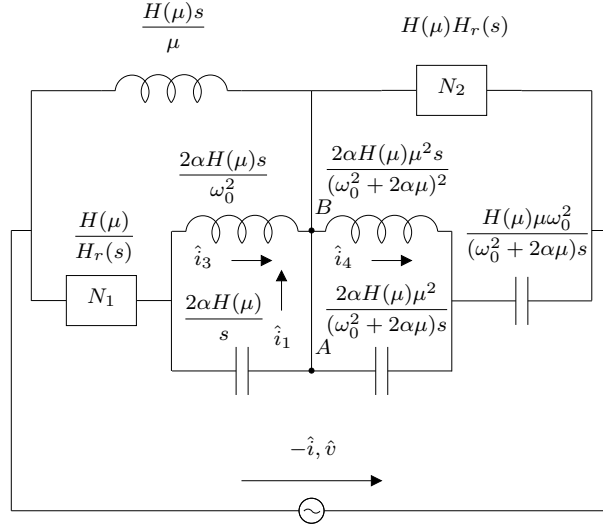 H(μ)s / μ
H(μ)H_r(s)
N_2
2αH(μ)s / ω_0^2
2αH(μ)μ^2s / (ω_0^2 + 2αμ)^2
B
H(μ) / H_r(s)
H(μ)μω_0^2 / (ω_0^2 + 2αμ)s
î_3
î_4
N_1
2αH(μ) / s
î_1
2αH(μ)μ^2 / (ω_0^2 + 2αμ)s
A
−î, v̂